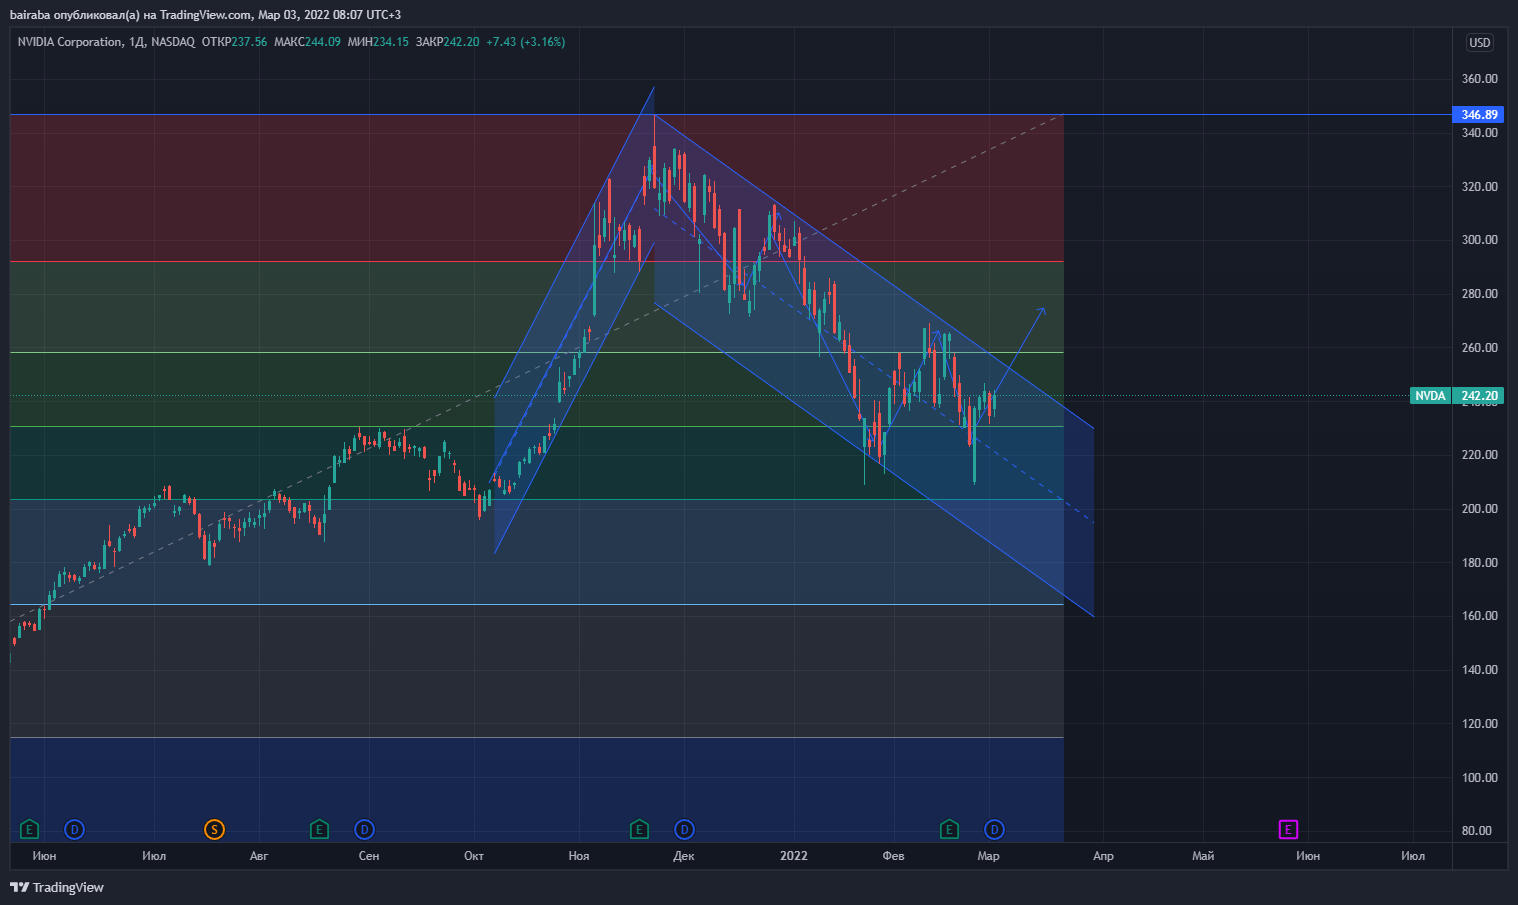 bairaba опубликовал(а) на TradingView.com, Мар 03, 2022 08:07 UTC+3
NVIDIA Corporation, 1Д, NASDAQ ОТКР237.56 МАКС244.09 МИН234.15 ЗАКР242.20 +7.43 (+3.16%)
USD
360.00
346.89
340.00
320.00
300.00
280.00
260.00
NVDA 242.20
220.00
200.00
180.00
160.00
140.00
120.00
100.00
80.00
E D S E D E D E D E
Июн Июл Авг Сен Окт Ноя Дек 2022 Фев Мар Апр Май Июн Июл
TradingView